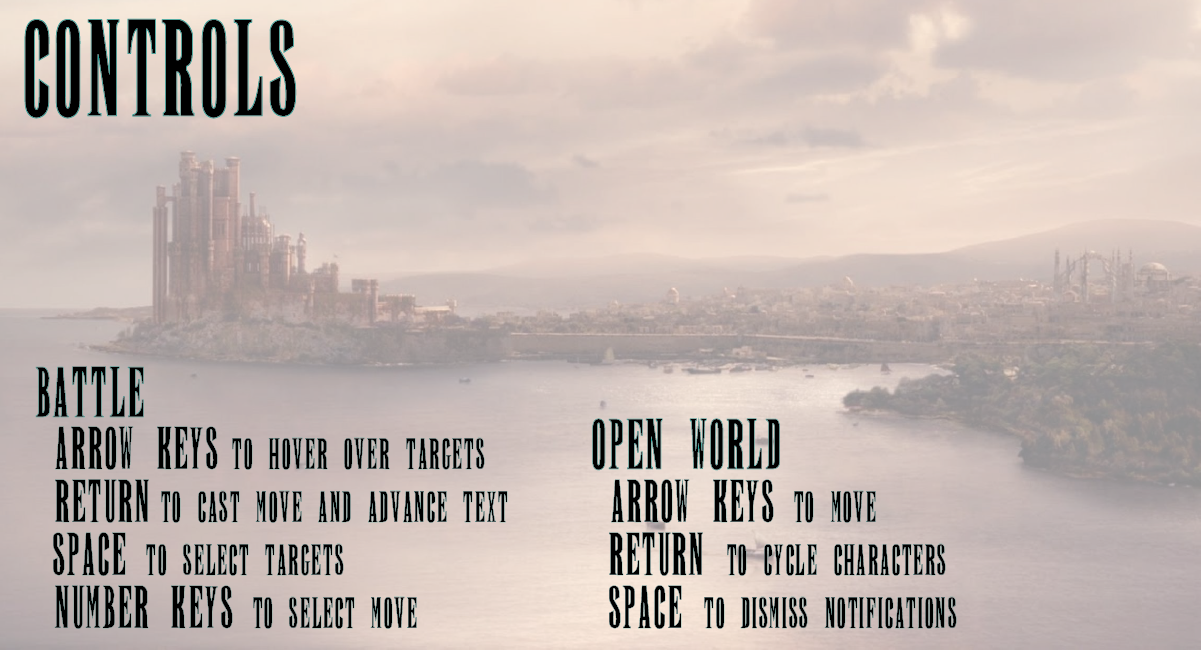 CONTROLS
BATTLE
ARROW KEYS TO HOVER OVER TARGETS
RETURN TO CAST MOVE AND ADVANCE TEXT
SPACE TO SELECT TARGETS
NUMBER KEYS TO SELECT MOVE
OPEN WORLD
ARROW KEYS TO MOVE
RETURN TO CYCLE CHARACTERS
SPACE TO DISMISS NOTIFICATIONS